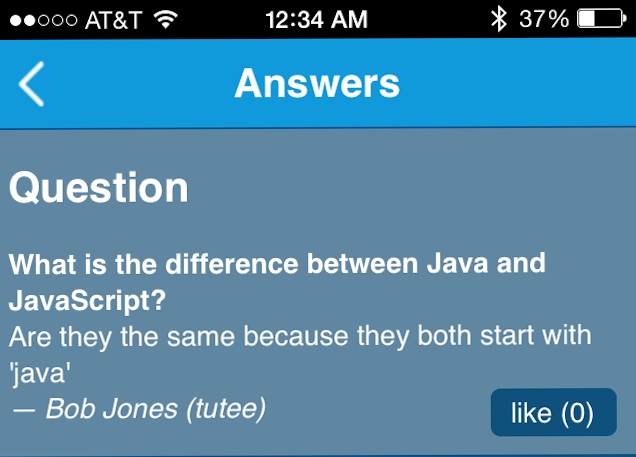 AT&T 12:34 AM 37%
Answers
Question
What is the difference between Java and
JavaScript?
Are they the same because they both start with
'java'
— Bob Jones (tutee)
like (0)